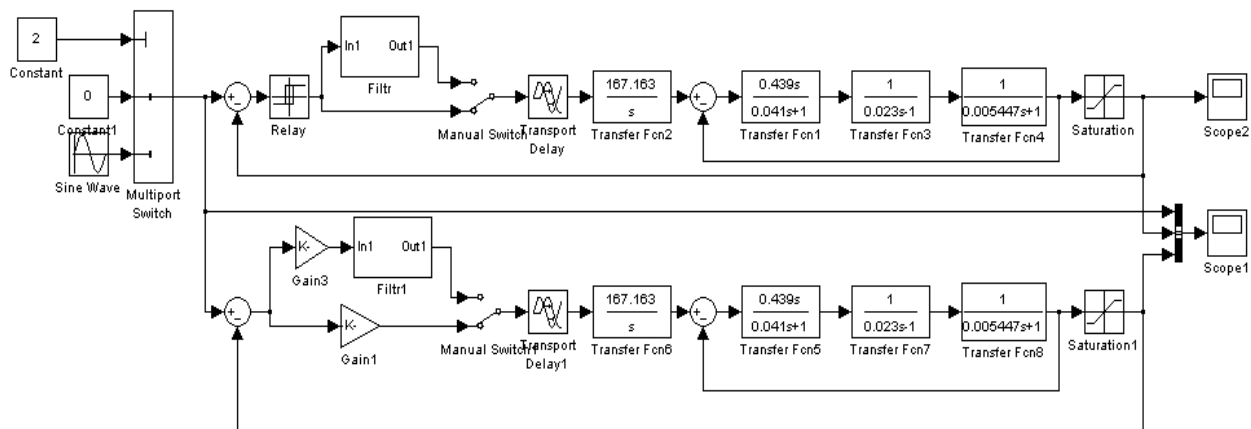 2
Constant
0
Constant1
Sine Wave
Multiport
Switch
+
−
Relay
In1
Out1
Filtr
Manual Switch
Transport
Delay
167.163
s
Transfer Fcn2
+
−
0.439s
0.041s+1
Transfer Fcn1
1
0.023s-1
Transfer Fcn3
1
0.005447s+1
Transfer Fcn4
Saturation
Scope2
Scope1
+
−
K-
Gain3
In1
Out1
Filtr1
K-
Gain1
Manual Switch1
Transport
Delay1
167.163
s
Transfer Fcn6
+
−
0.439s
0.041s+1
Transfer Fcn5
1
0.023s-1
Transfer Fcn7
1
0.005447s+1
Transfer Fcn8
Saturation1